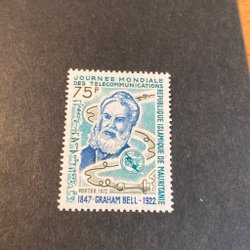 JOURNEE MONDIALE
DES TELECOMMUNICATIONS
75F
REPUBLIQUE ISLAMIQUE DE MAURITANIE
POSTES 1972
1847-GRAHAM BELL-1922